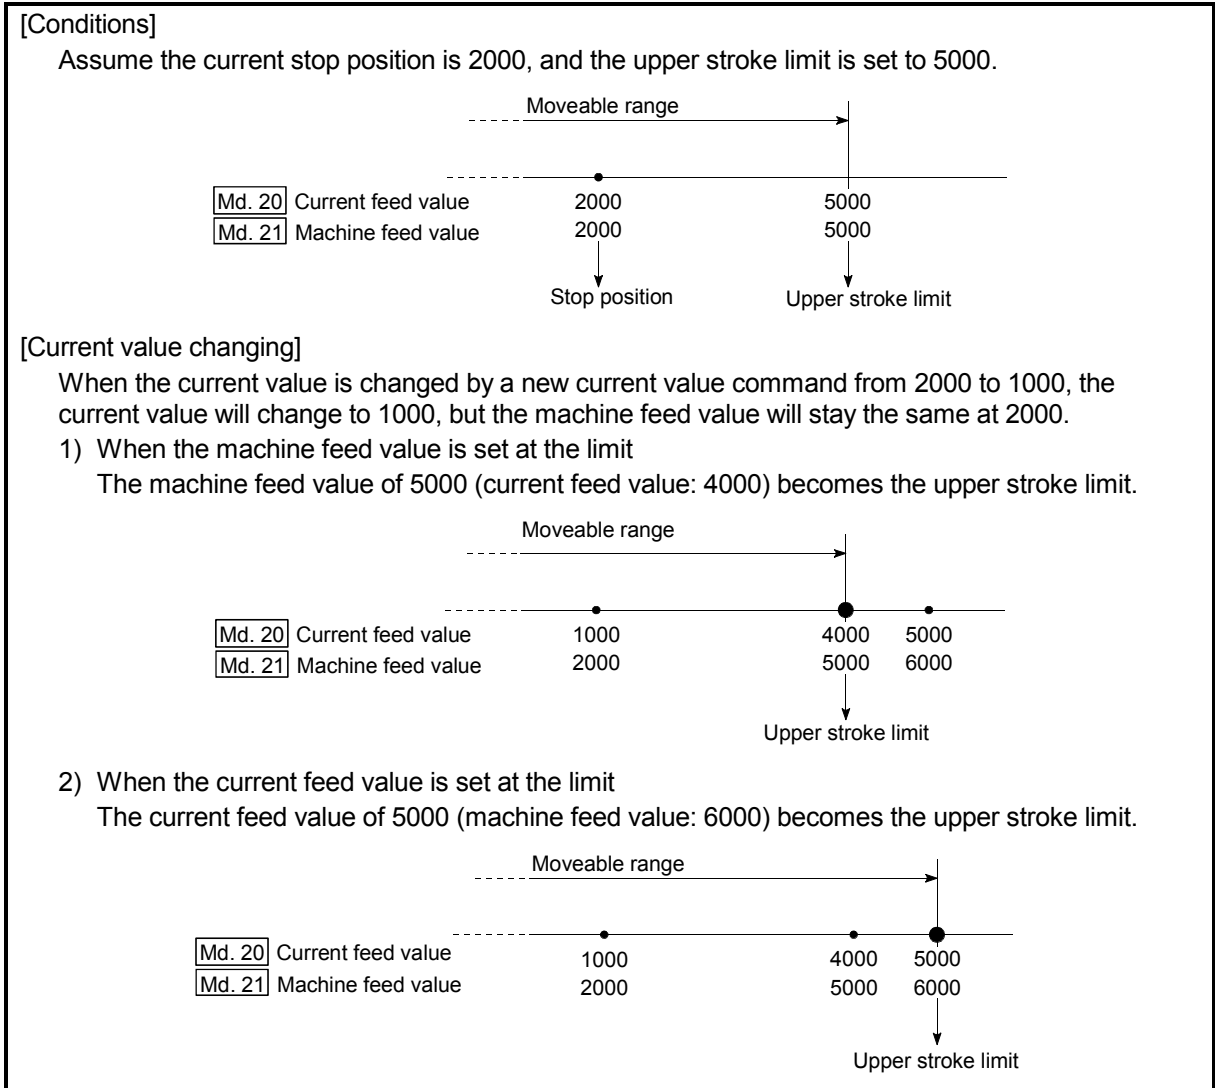 [Conditions]
Assume the current stop position is 2000, and the upper stroke limit is set to 5000.
Moveable range
Md. 20 Current feed value 2000 5000
Md. 21 Machine feed value 2000 5000
Stop position Upper stroke limit
[Current value changing]
When the current value is changed by a new current value command from 2000 to 1000, the
current value will change to 1000, but the machine feed value will stay the same at 2000.
1) When the machine feed value is set at the limit
The machine feed value of 5000 (current feed value: 4000) becomes the upper stroke limit.
Moveable range
Md. 20 Current feed value 1000 4000 5000
Md. 21 Machine feed value 2000 5000 6000
Upper stroke limit
2) When the current feed value is set at the limit
The current feed value of 5000 (machine feed value: 6000) becomes the upper stroke limit.
Moveable range
Md. 20 Current feed value 1000 4000 5000
Md. 21 Machine feed value 2000 5000 6000
Upper stroke limit